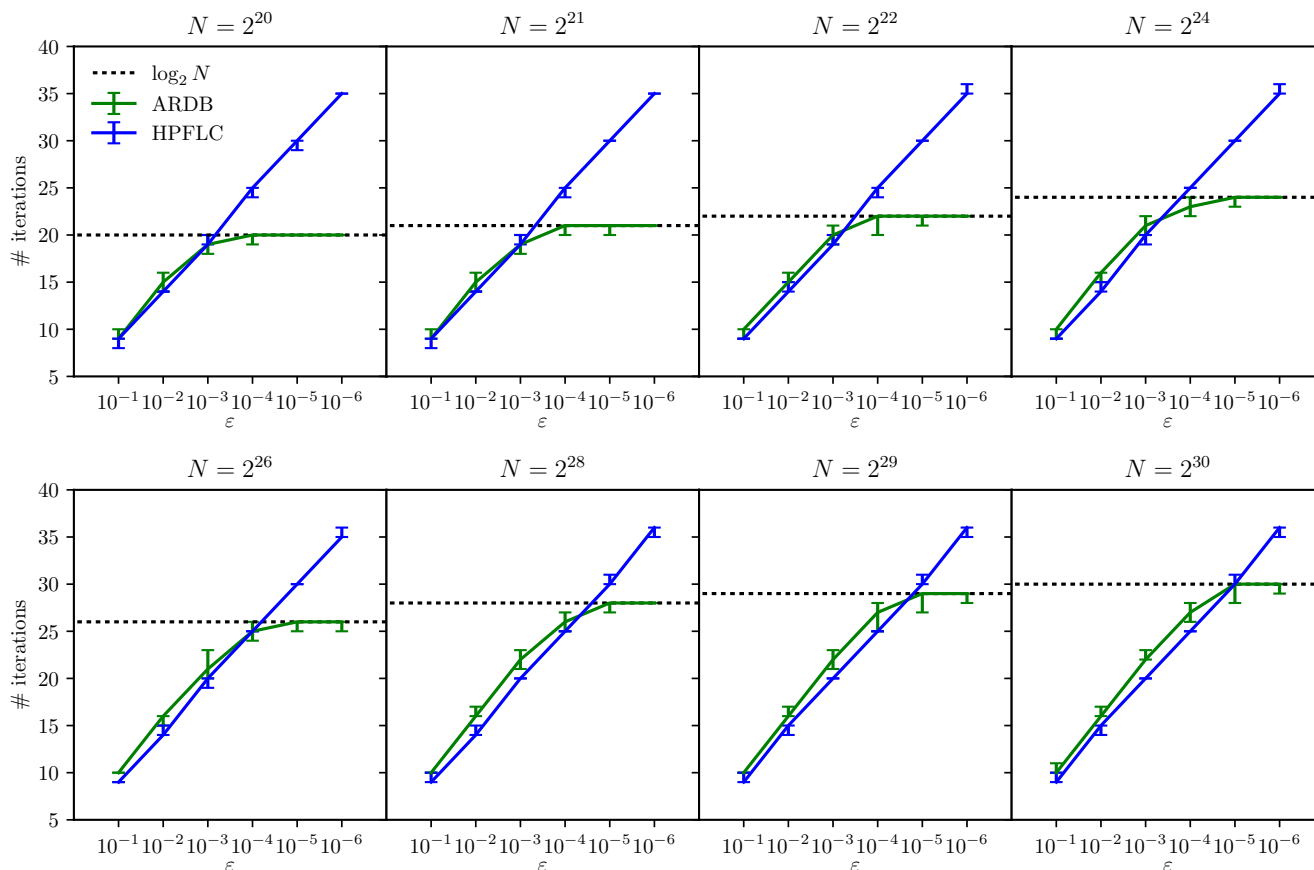 N = 2^20 N = 2^21 N = 2^22 N = 2^24
40
35
30
25
20
15
10
5
# iterations
log₂ N
ARDB
HPFLC
10^−1 10^−2 10^−3 10^−4 10^−5 10^−6 10^−1 10^−2 10^−3 10^−4 10^−5 10^−6 10^−1 10^−2 10^−3 10^−4 10^−5 10^−6 10^−1 10^−2 10^−3 10^−4 10^−5 10^−6
ε ε ε ε
N = 2^26 N = 2^28 N = 2^29 N = 2^30
40
35
30
25
20
15
10
5
# iterations
10^−1 10^−2 10^−3 10^−4 10^−5 10^−6 10^−1 10^−2 10^−3 10^−4 10^−5 10^−6 10^−1 10^−2 10^−3 10^−4 10^−5 10^−6 10^−1 10^−2 10^−3 10^−4 10^−5 10^−6
ε ε ε ε